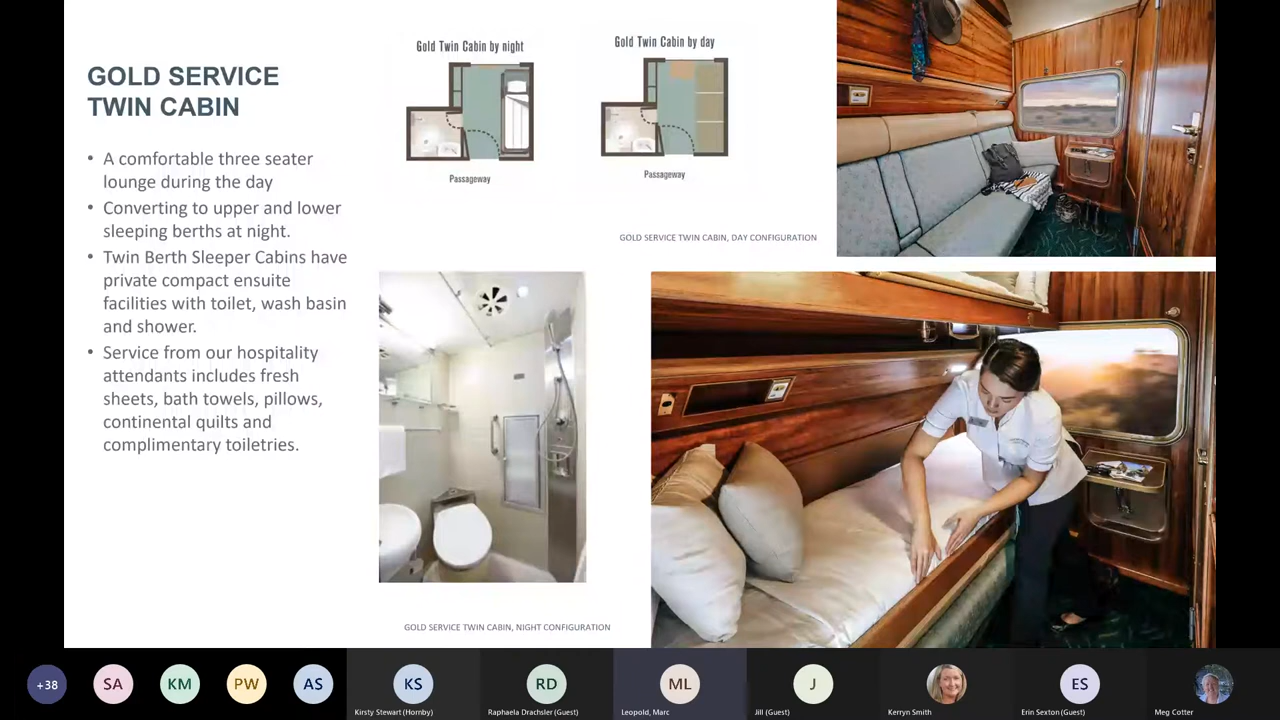 GOLD SERVICE
TWIN CABIN
• A comfortable three seater
lounge during the day
• Converting to upper and lower
sleeping berths at night.
• Twin Berth Sleeper Cabins have
private compact ensuite
facilities with toilet, wash basin
and shower.
• Service from our hospitality
attendants includes fresh
sheets, bath towels, pillows,
continental quilts and
complimentary toiletries.
Gold Twin Cabin by night
Passageway
Gold Twin Cabin by day
Passageway
GOLD SERVICE TWIN CABIN, DAY CONFIGURATION
GOLD SERVICE TWIN CABIN, NIGHT CONFIGURATION
+38
SA
KM
PW
AS
KS
Kirsty Stewart (Hornby)
RD
Raphaela Drachsler (Guest)
ML
Leopold, Marc
J
Jill (Guest)
Kerryn Smith
ES
Erin Sexton (Guest)
Meg Cotter